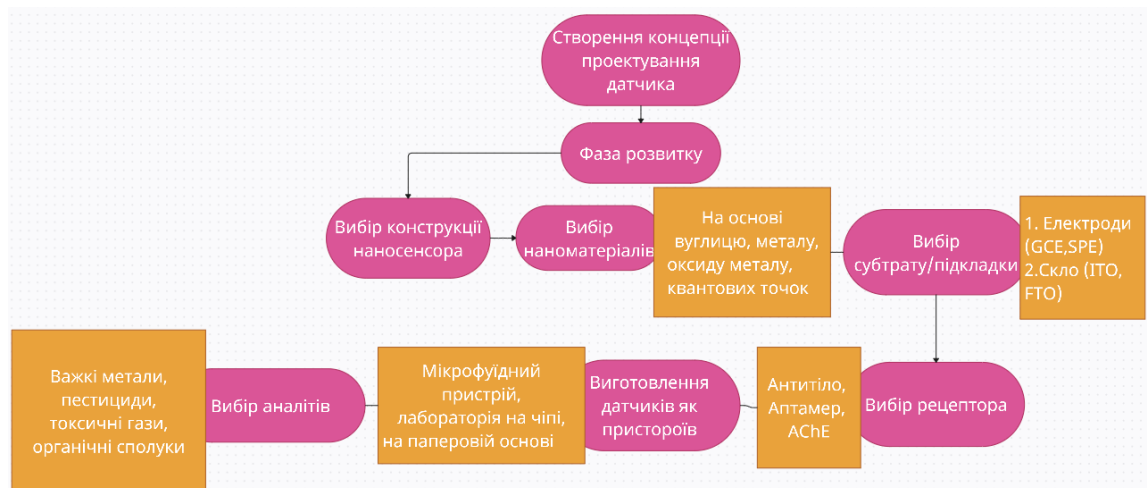 Створення концепції
проектування
датчика
Фаза розвитку
Вибір конструкції
наносенсора
Вибір
наноматеріалів
На основі
вуглицю, металу,
оксиду металу,
квантових точок
Вибір
субтрату/підкладки
1. Електроди
(GCE,SPE)
2.Скло (ITO,
FTO)
Вибір рецептора
Антитіло,
Аптамер,
AChE
Виготовлення
датчиків як
пристороїв
Мікрофуїдний
пристрій,
лабораторія на чіпі,
на паперовій основі
Вибір аналітів
Важкі метали,
пестициди,
токсичні гази,
органічні сполуки